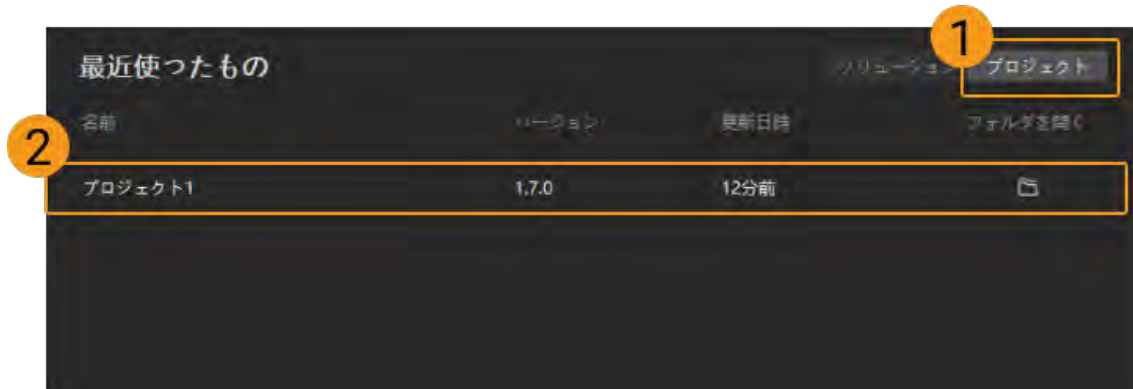 1
最近使ったもの ソリューション プロジェクト
名前 バージョン 更新日時 フォルダを開く
2
プロジェクト1 1.7.0 12分前